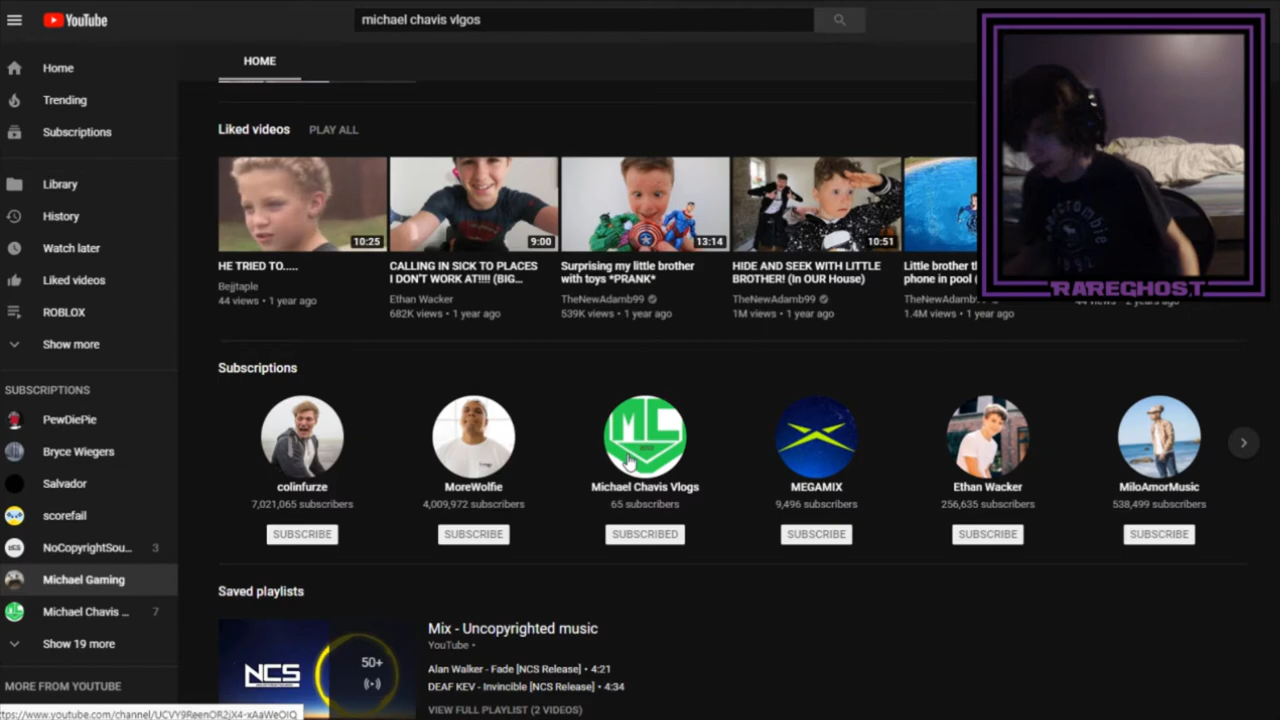 YouTube
michael chavis vlgos
Home
Trending
Subscriptions
Library
History
Watch later
Liked videos
ROBLOX
Show more
SUBSCRIPTIONS
PewDiePie
Bryce Wiegers
Salvador
scorefail
NoCopyrightSou... 3
Michael Gaming
Michael Chavis ... 7
Show 19 more
MORE FROM YOUTUBE
https://www.youtube.com/channel/
HOME
Liked videos PLAY ALL
10:25
9:00
13:14
10:51
HE TRIED TO.....
Bejjtaple
44 views • 1 year ago
CALLING IN SICK TO PLACES
I DON'T WORK AT!!!! (BIG...
Ethan Wacker
682K views • 1 year ago
Surprising my little brother
with toys *PRANK*
TheNewAdamb99
539K views • 1 year ago
HIDE AND SEEK WITH LITTLE
BROTHER! (In OUR House)
TheNewAdamb99
1M views • 1 year ago
Little brother
phone in pool
TheNewAdamb99
1.4M views • 1 year ago
44 views • 2 years ago
RAREGHOST
Subscriptions
colinfurze
7,021,065 subscribers
SUBSCRIBE
MoreWolfie
4,009,972 subscribers
SUBSCRIBE
MC
Michael Chavis Vlogs
65 subscribers
SUBSCRIBED
MEGAMIX
9,496 subscribers
SUBSCRIBE
Ethan Wacker
256,635 subscribers
SUBSCRIBE
MiloAmorMusic
538,499 subscribers
SUBSCRIBE
Saved playlists
NCS
50+
Mix - Uncopyrighted music
YouTube •
Alan Walker - Fade [NCS Release] • 4:21
DEAF KEV - Invincible [NCS Release] • 4:34
VIEW FULL PLAYLIST (2 VIDEOS)